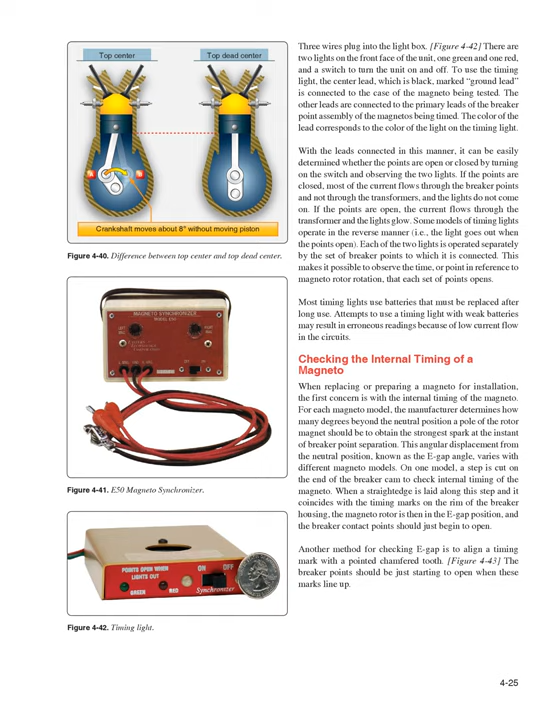 Top center
Top dead center
A
B
Crankshaft moves about 8° without moving piston
Figure 4-40. Difference between top center and top dead center.
MAGNETO SYNCHRONIZER
MODEL E50
Figure 4-41. E50 Magneto Synchronizer.
POINTS OPEN WHEN
LIGHTS OUT
ON
OFF
GREEN
RED
Synchronizer
Figure 4-42. Timing light.
Three wires plug into the light box. [Figure 4-42] There are
two lights on the front face of the unit, one green and one red,
and a switch to turn the unit on and off. To use the timing
light, the center lead, which is black, marked “ground lead”
is connected to the case of the magneto being tested. The
other leads are connected to the primary leads of the breaker
point assembly of the magnetos being timed. The color of the
lead corresponds to the color of the light on the timing light.
With the leads connected in this manner, it can be easily
determined whether the points are open or closed by turning
on the switch and observing the two lights. If the points are
closed, most of the current flows through the breaker points
and not through the transformers, and the lights do not come
on. If the points are open, the current flows through the
transformer and the lights glow. Some models of timing lights
operate in the reverse manner (i.e., the light goes out when
the points open). Each of the two lights is operated separately
by the set of breaker points to which it is connected. This
makes it possible to observe the time, or point in reference to
magneto rotor rotation, that each set of points opens.
Most timing lights use batteries that must be replaced after
long use. Attempts to use a timing light with weak batteries
may result in erroneous readings because of low current flow
in the circuits.
Checking the Internal Timing of a
Magneto
When replacing or preparing a magneto for installation,
the first concern is with the internal timing of the magneto.
For each magneto model, the manufacturer determines how
many degrees beyond the neutral position a pole of the rotor
magnet should be to obtain the strongest spark at the instant
of breaker point separation. This angular displacement from
the neutral position, known as the E-gap angle, varies with
different magneto models. On one model, a step is cut on
the end of the breaker cam to check internal timing of the
magneto. When a straightedge is laid along this step and it
coincides with the timing marks on the rim of the breaker
housing, the magneto rotor is then in the E-gap position, and
the breaker contact points should just begin to open.
Another method for checking E-gap is to align a timing
mark with a pointed chamfered tooth. [Figure 4-43] The
breaker points should be just starting to open when these
marks line up.
4-25